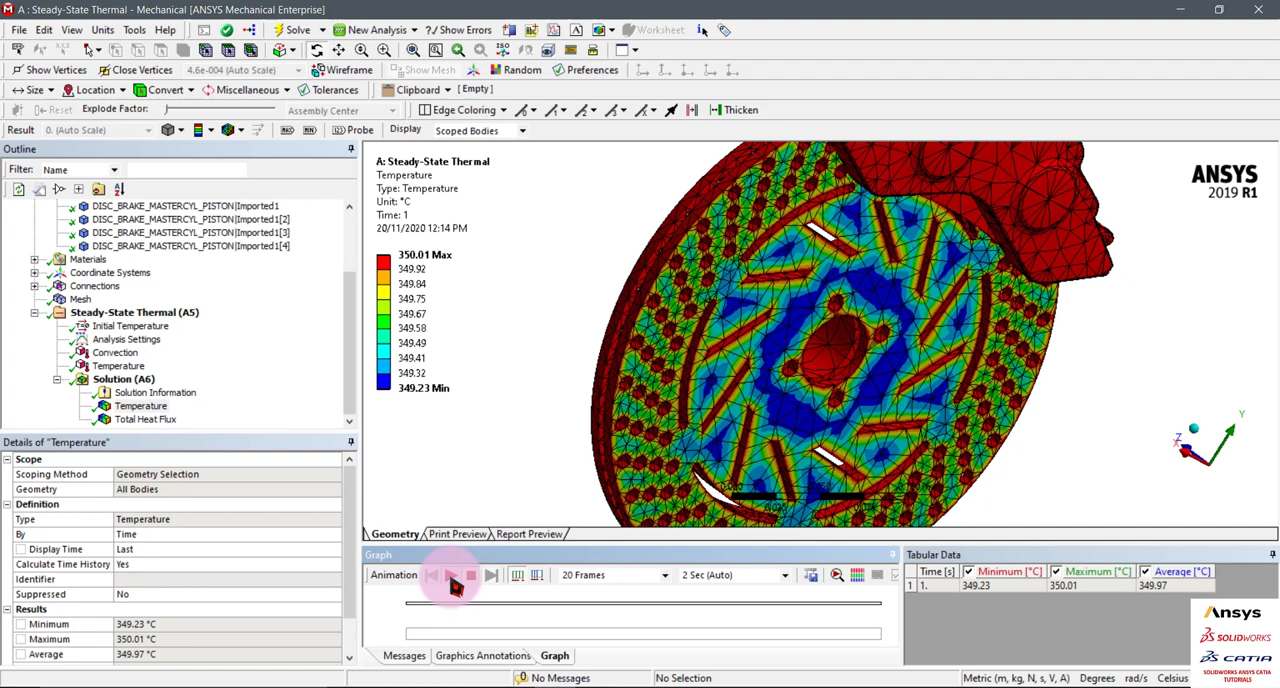 A : Steady-State Thermal - Mechanical [ANSYS Mechanical Enterprise]
File Edit View Units Tools Help Solve New Analysis ?/ Show Errors Worksheet
Show Vertices Close Vertices 4.6e-004 (Auto Scale) Wireframe Show Mesh Random Preferences
Size Location Convert Miscellaneous Tolerances Clipboard [ Empty ]
Reset Explode Factor: Assembly Center Edge Coloring Thicken
Result 0. (Auto Scale) Probe Display Scoped Bodies
Outline
Filter: Name
DISC_BRAKE_MASTERCYL_PISTON|Imported1
DISC_BRAKE_MASTERCYL_PISTON|Imported1[2]
DISC_BRAKE_MASTERCYL_PISTON|Imported1[3]
DISC_BRAKE_MASTERCYL_PISTON|Imported1[4]
Materials
Coordinate Systems
Connections
Mesh
Steady-State Thermal (A5)
Initial Temperature
Analysis Settings
Convection
Temperature
Solution (A6)
Solution Information
Temperature
Total Heat Flux
Details of "Temperature"
Scope
Scoping Method Geometry Selection
Geometry All Bodies
Definition
Type Temperature
By Time
Display Time Last
Calculate Time History Yes
Identifier
Suppressed No
Results
Minimum 349.23 °C
Maximum 350.01 °C
Average 349.97 °C
A: Steady-State Thermal
Temperature
Type: Temperature
Unit: °C
Time: 1
20/11/2020 12:14 PM
350.01 Max
349.92
349.84
349.75
349.67
349.58
349.49
349.41
349.32
349.23 Min
ANSYS
2019 R1
Y
Z
X
Geometry Print Preview Report Preview
Graph
Animation 20 Frames 2 Sec (Auto)
Messages Graphics Annotations Graph
Tabular Data
Time [s] Minimum [°C] Maximum [°C] Average [°C]
1 1. 349.23 350.01 349.97
Ansys
SOLIDWORKS
CATIA
SOLIDWORKS ANSYS CATIA
TUTORIALS
No Messages No Selection Metric (m, kg, N, s, V, A) Degrees rad/s Celsius